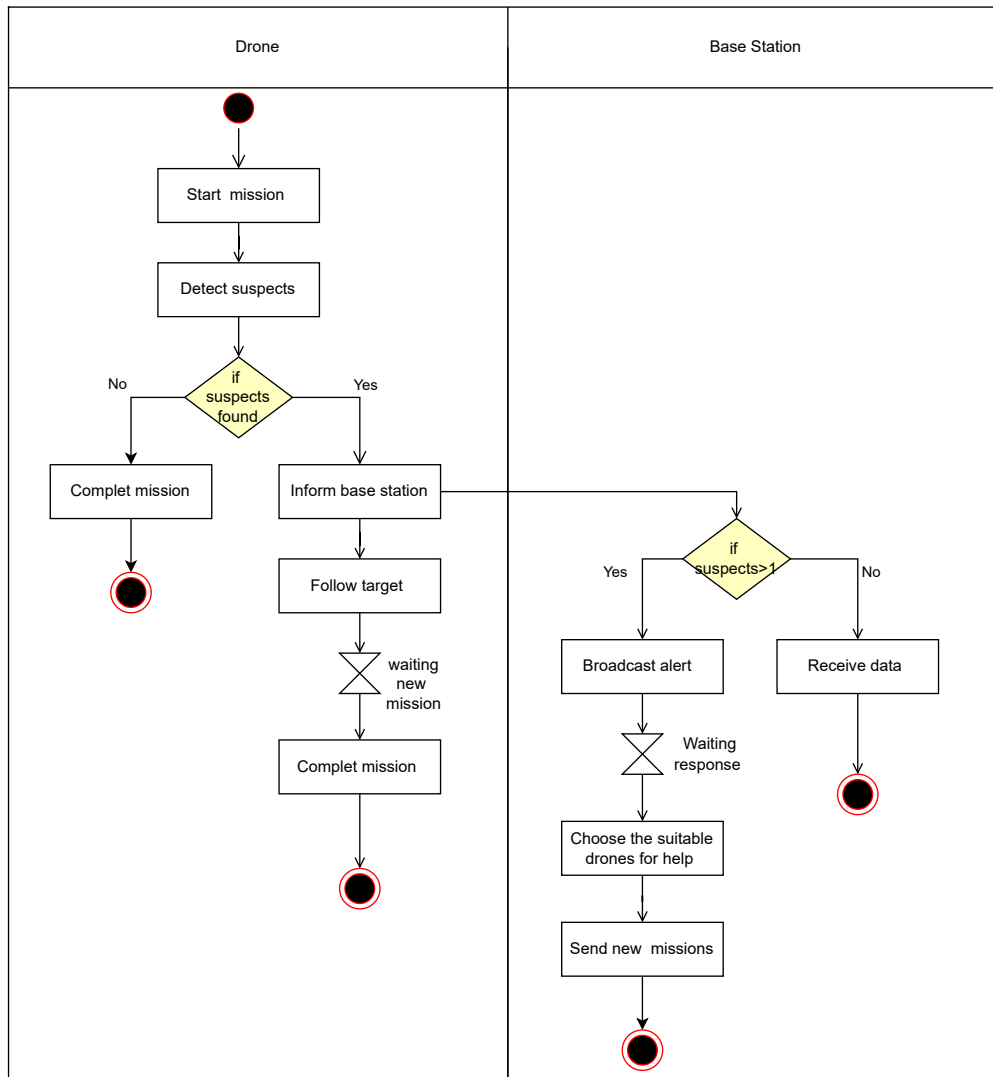 Drone
Base Station
Start  mission
Detect suspects
if
suspects
found
No
Yes
Complet mission
Inform base station
Follow target
waiting
new
mission
Complet mission
if
suspects>1
Yes
No
Broadcast alert
Receive data
Waiting
response
Choose the suitable
drones for help
Send new  missions